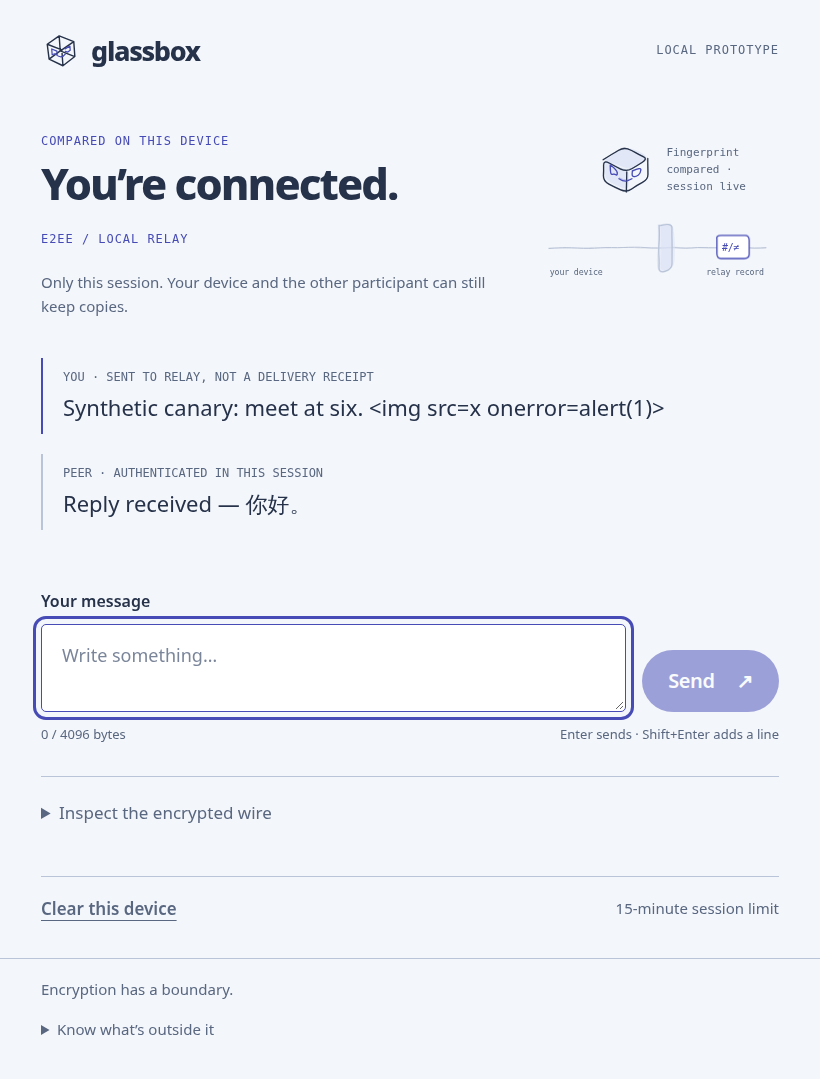 glassbox
LOCAL PROTOTYPE
COMPARED ON THIS DEVICE
You’re connected.
E2EE / LOCAL RELAY
Only this session. Your device and the other participant can still
keep copies.
Fingerprint
compared ·
session live
#/≠
your device
relay record
YOU · SENT TO RELAY, NOT A DELIVERY RECEIPT
Synthetic canary: meet at six. <img src=x onerror=alert(1)>
PEER · AUTHENTICATED IN THIS SESSION
Reply received — 你好。
Your message
Write something…
Send ↗
0 / 4096 bytes
Enter sends · Shift+Enter adds a line
▶ Inspect the encrypted wire
Clear this device
15-minute session limit
Encryption has a boundary.
▶ Know what’s outside it